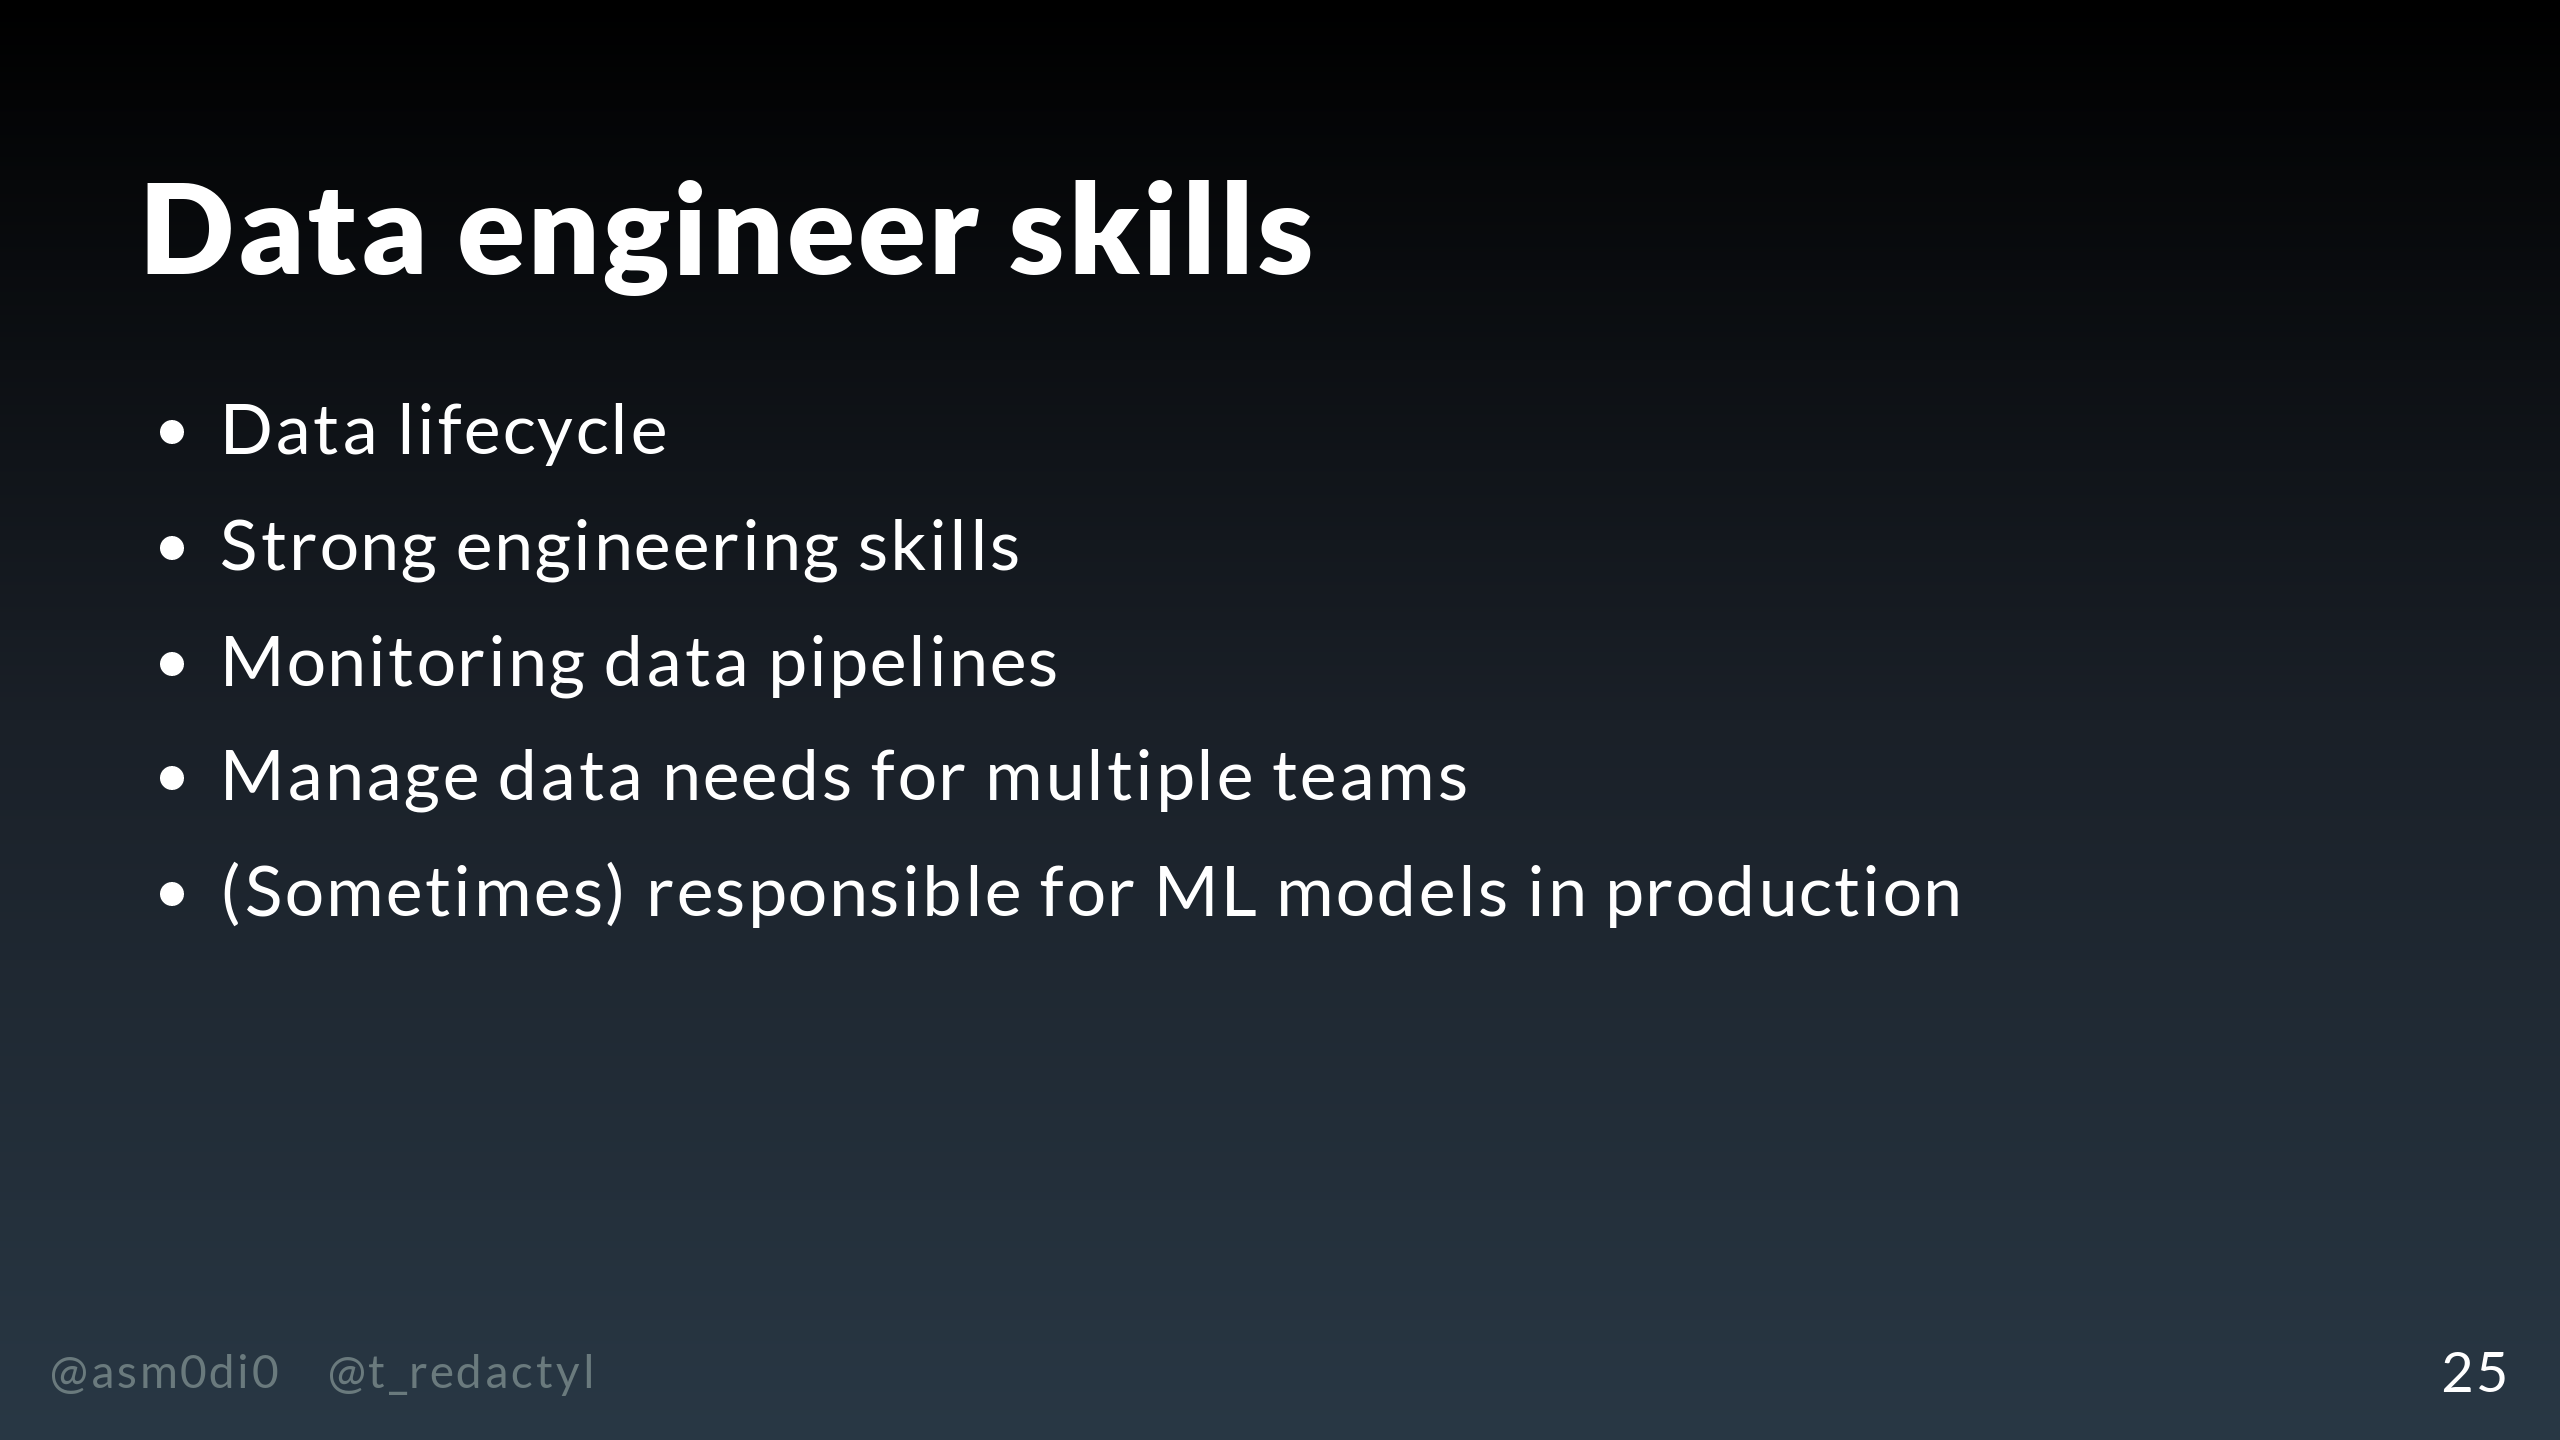 Data engineer skills
• Data lifecycle
• Strong engineering skills
• Monitoring data pipelines
• Manage data needs for multiple teams
• (Sometimes) responsible for ML models in production
@asm0di0 @t_redactyl
25